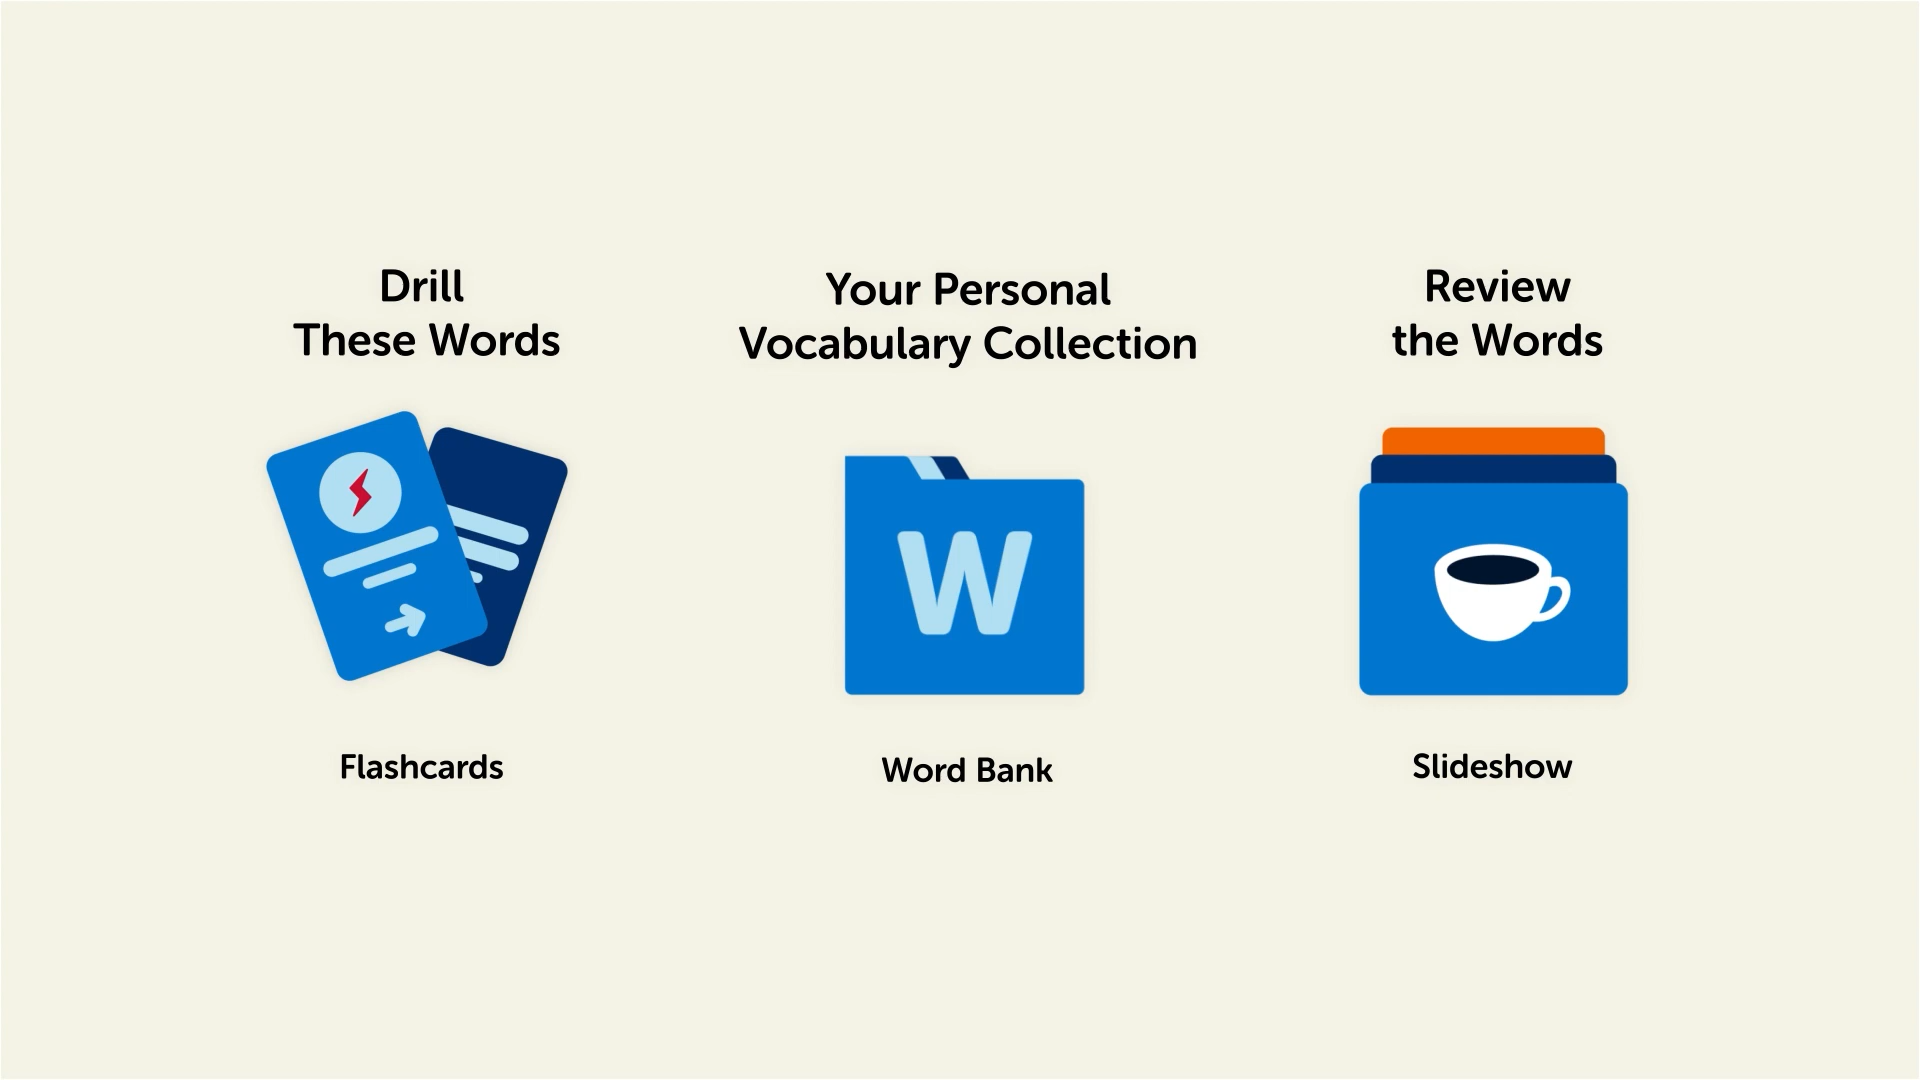 Drill
These Words
Your Personal
Vocabulary Collection
Review
the Words
W
Flashcards
Word Bank
Slideshow